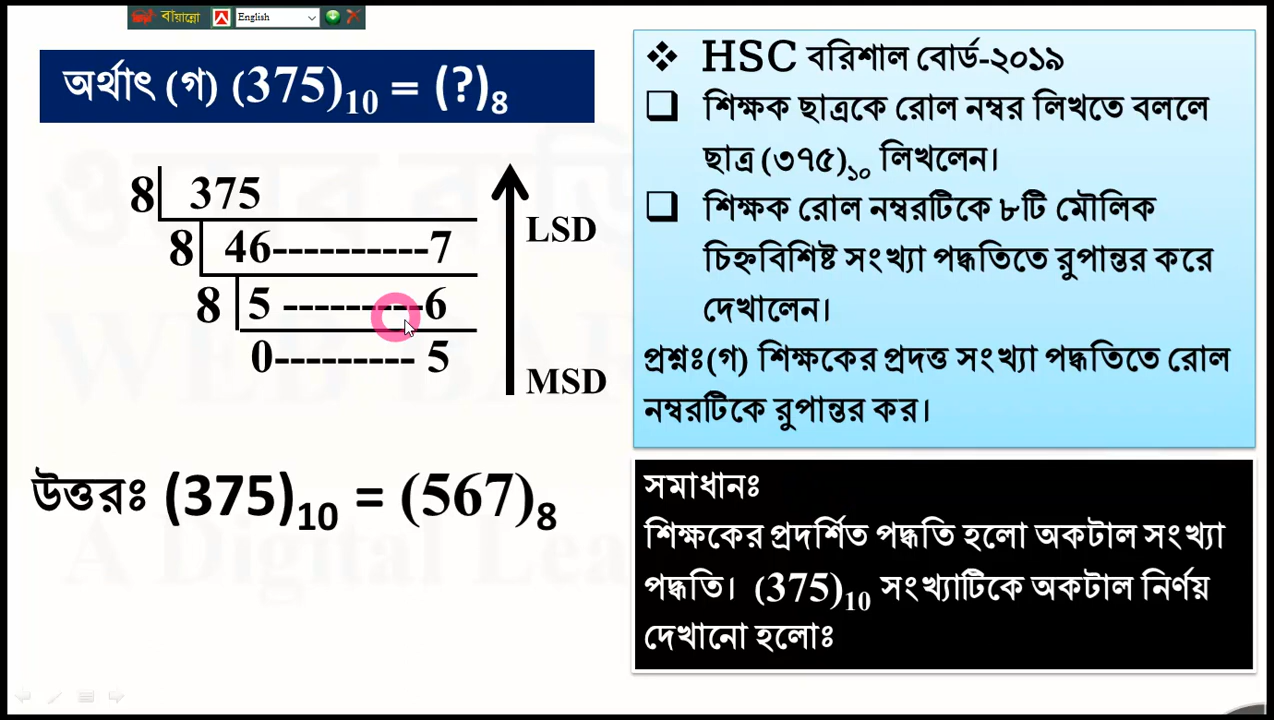 বায়ান্নো English
অর্থাৎ (গ) (375)10 = (?)8
8 375
8 46----------7
8 5 ---------6
0--------- 5
LSD
MSD
উত্তরঃ (375)10 = (567)8
❖ HSC বরিশাল বোর্ড-২০১৯
❑ শিক্ষক ছাত্রকে রোল নম্বর লিখতে বললে
ছাত্র (৩৭৫)১০ লিখলেন।
❑ শিক্ষক রোল নম্বরটিকে ৮টি মৌলিক
চিহ্নবিশিষ্ট সংখ্যা পদ্ধতিতে রুপান্তর করে
দেখালেন।
প্রশ্নঃ(গ) শিক্ষকের প্রদত্ত সংখ্যা পদ্ধতিতে রোল
নম্বরটিকে রুপান্তর কর।
সমাধানঃ
শিক্ষকের প্রদর্শিত পদ্ধতি হলো অকটাল সংখ্যা
পদ্ধতি। (375)10 সংখ্যাটিকে অকটাল নির্ণয়
দেখানো হলোঃ